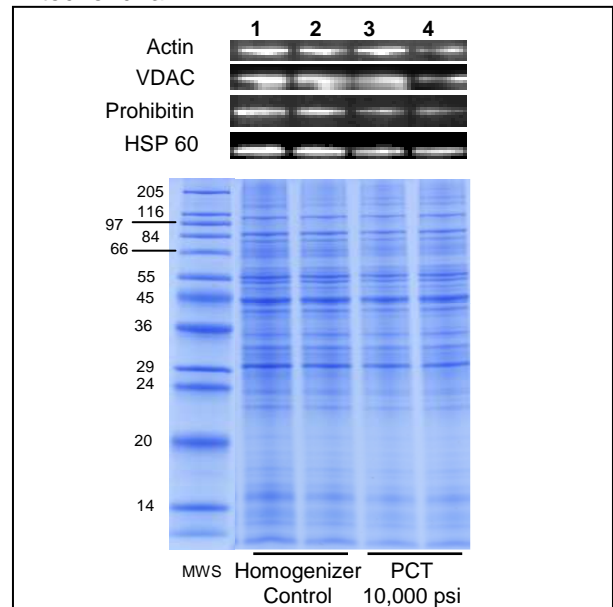 1 2 3 4
Actin
VDAC
Prohibitin
HSP 60
205
116
97
84
66
55
45
36
29
24
20
14
MWS Homogenizer PCT
Control 10,000 psi